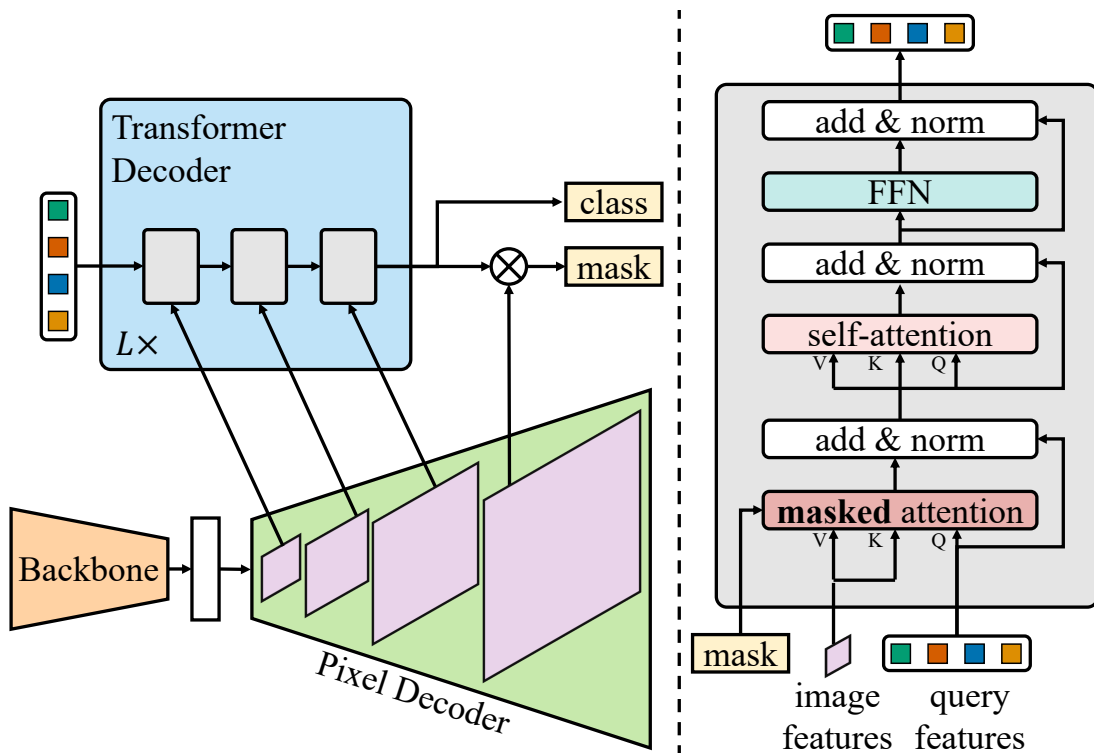 Transformer
Decoder
L×
class
mask
Backbone
Pixel Decoder
add & norm
FFN
add & norm
self-attention
V K Q
add & norm
masked attention
V K Q
mask
image
features
query
features